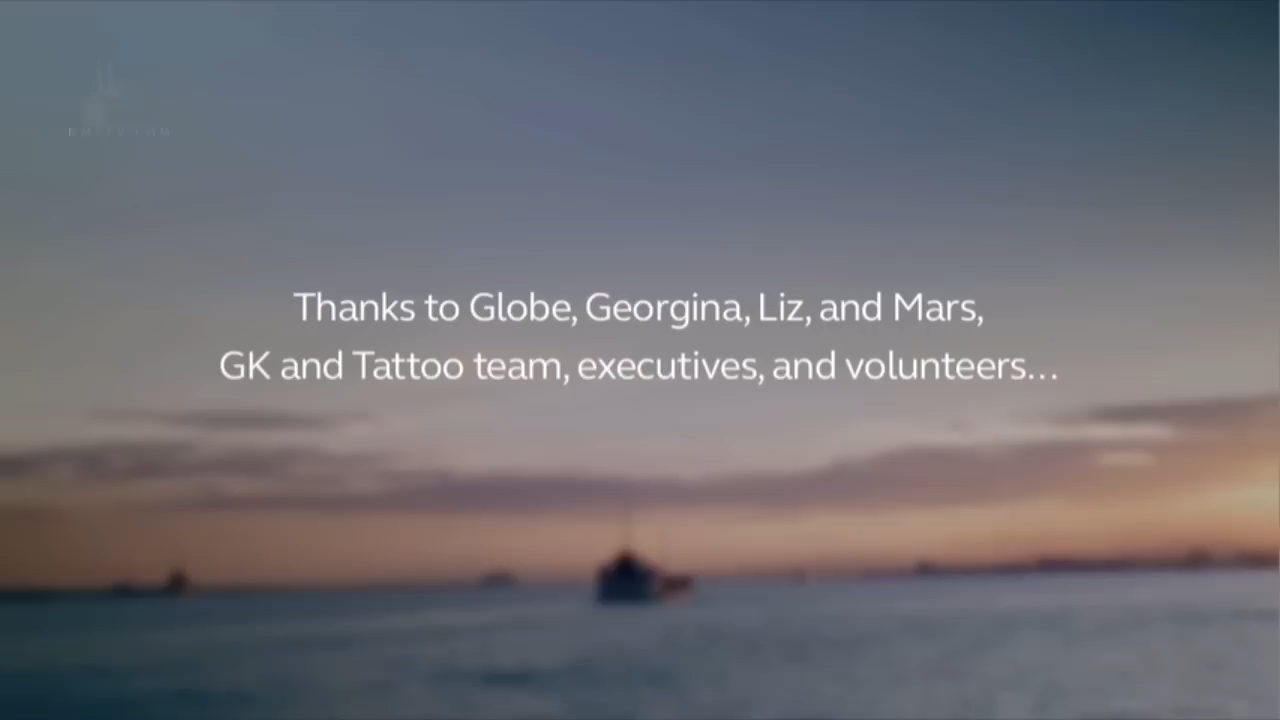 Thanks to Globe, Georgina, Liz, and Mars,
GK and Tattoo team, executives, and volunteers...